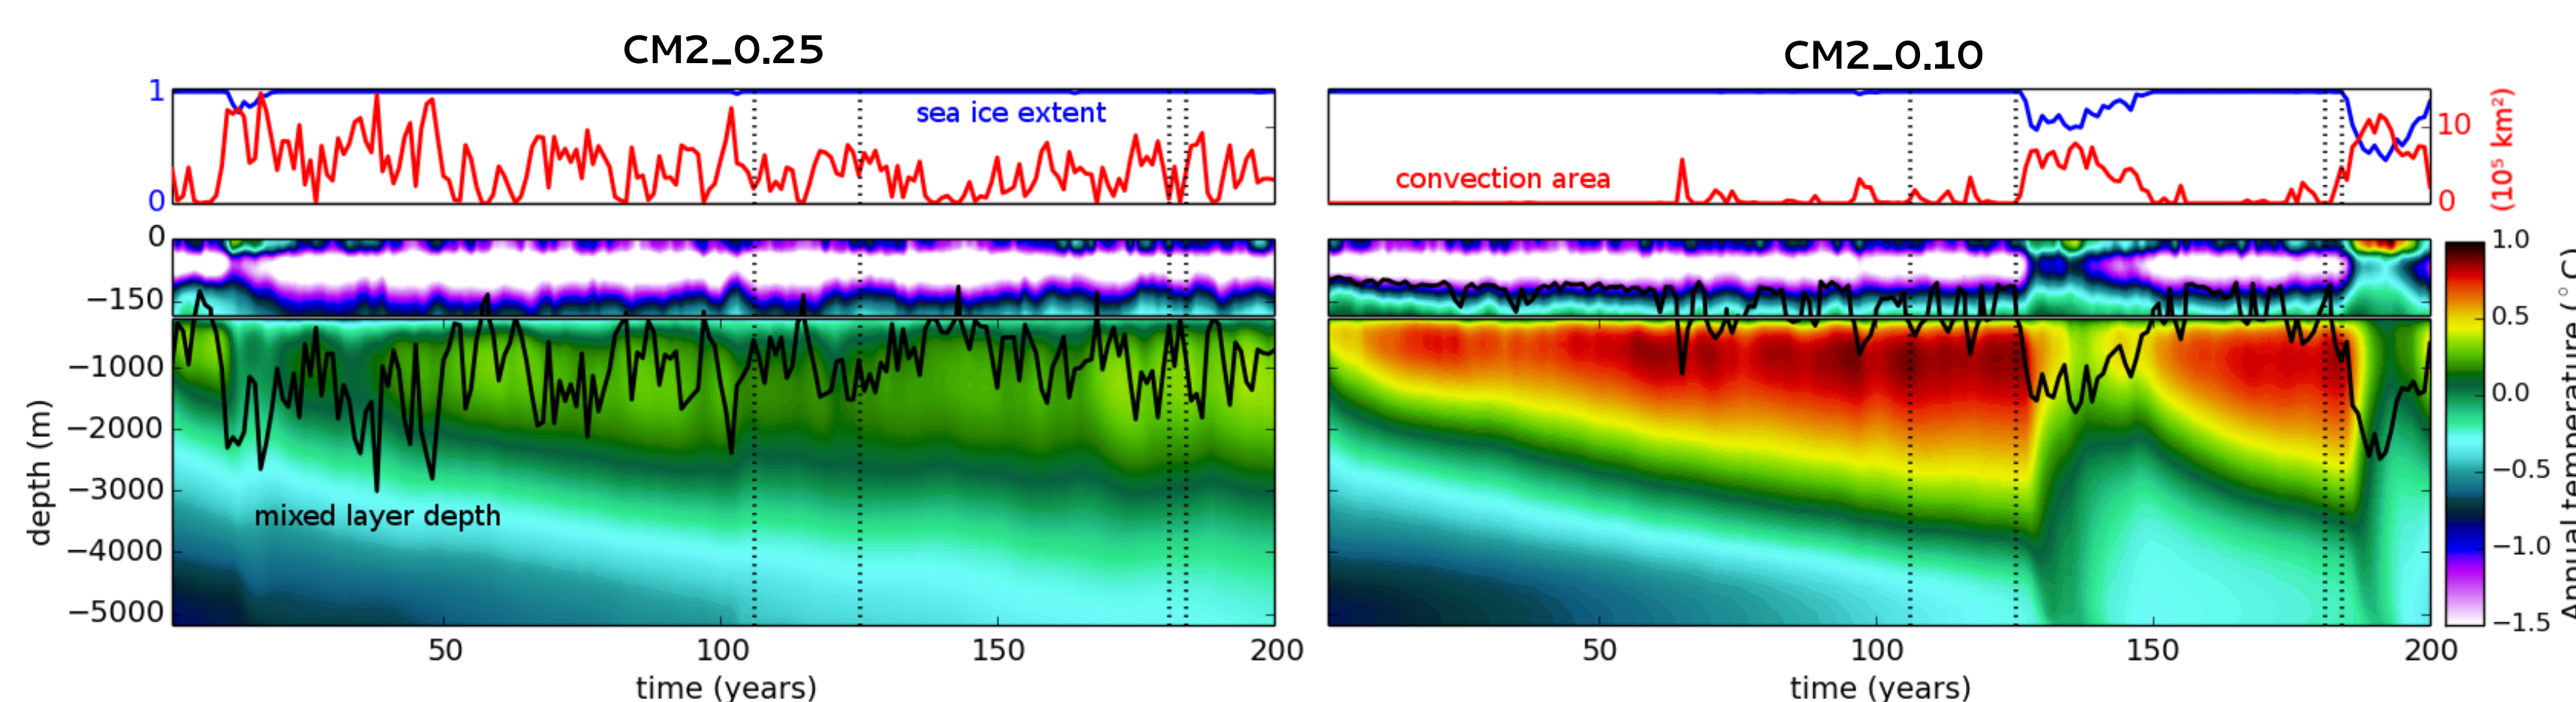 CM2_0.25
CM2_0.10
1
sea ice extent
0
convection area
10
0
(10⁵ km²)
0
−150
−1000
−2000
−3000
−4000
−5000
depth (m)
mixed layer depth
50
100
150
200
time (years)
50
100
150
200
time (years)
1.0
0.5
0.0
−0.5
−1.0
−1.5
Annual temperature (°C)